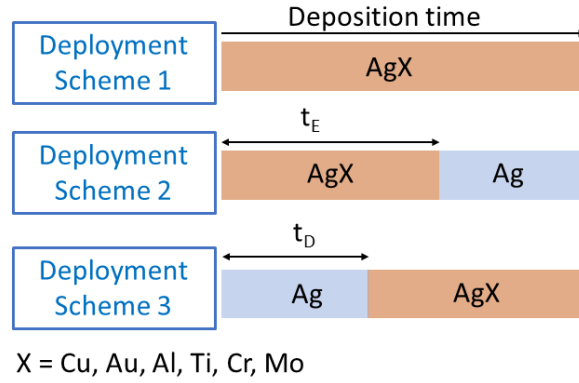 Deposition time
Deployment
Scheme 1
AgX
t_E
Deployment
Scheme 2
AgX
Ag
t_D
Deployment
Scheme 3
Ag
AgX
X = Cu, Au, Al, Ti, Cr, Mo